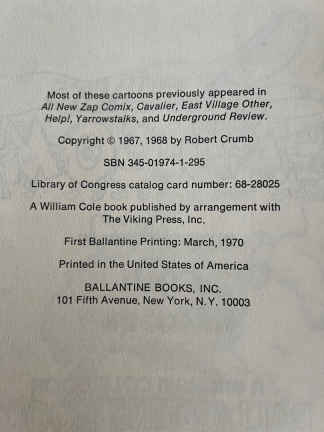 Most of these cartoons previously appeared in
All New Zap Comix, Cavalier, East Village Other,
Help!, Yarrowstalks, and Underground Review.
Copyright © 1967, 1968 by Robert Crumb
SBN 345-01974-1-295
Library of Congress catalog card number: 68-28025
A William Cole book published by arrangement with
The Viking Press, Inc.
First Ballantine Printing: March, 1970
Printed in the United States of America
BALLANTINE BOOKS, INC.
101 Fifth Avenue, New York, N.Y. 10003